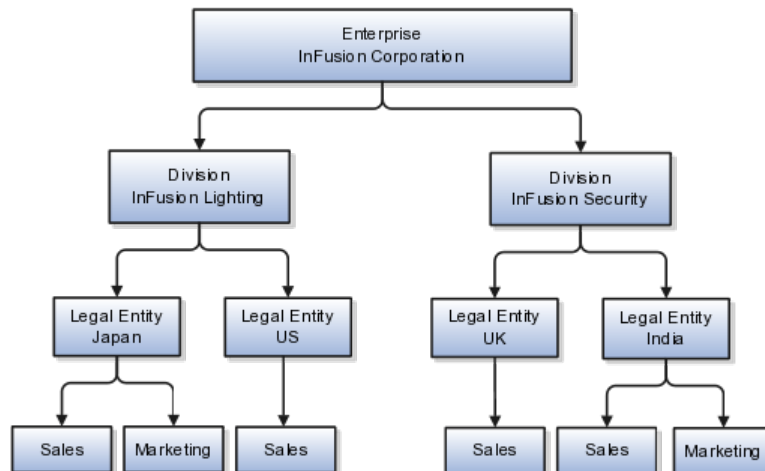 Enterprise
InFusion Corporation
Division
InFusion Lighting
Division
InFusion Security
Legal Entity
Japan
Legal Entity
US
Legal Entity
UK
Legal Entity
India
Sales
Marketing
Sales
Sales
Sales
Marketing